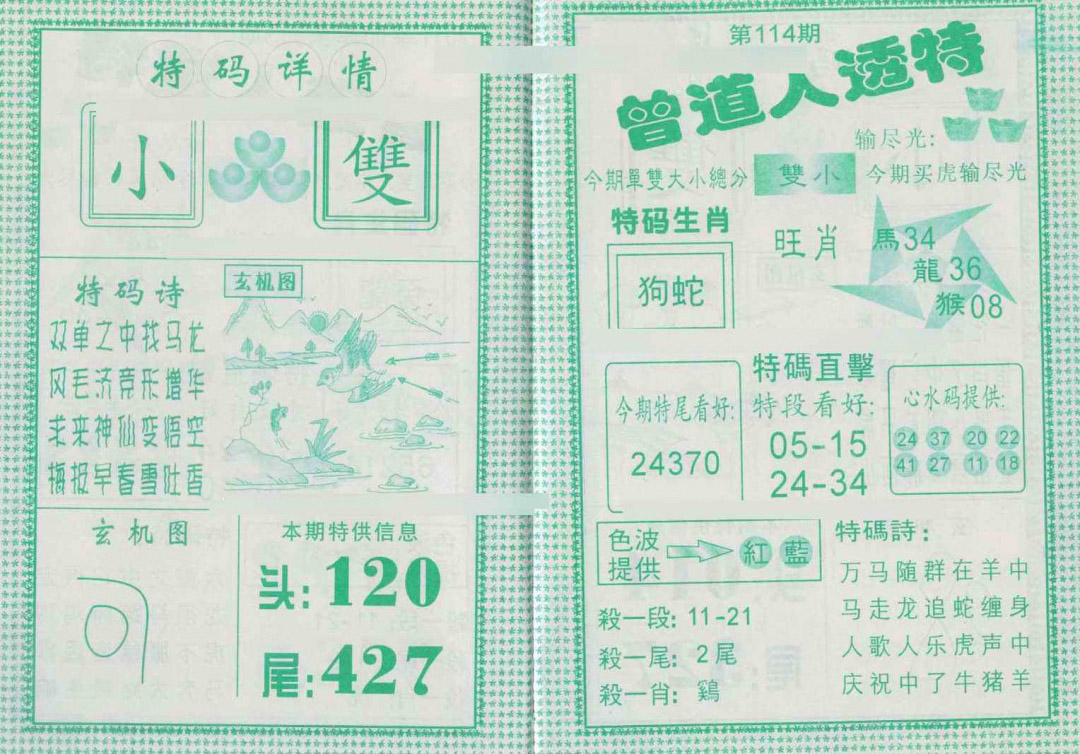 特码详情
小
雙
特码诗
双单之中找马龙
风毛济竞形增华
未来神仙变悟空
梅报早春雪吐香
玄机图
玄机图
本期特供信息
头:120
尾:427
第114期
曾道人透特
输尽光:
今期買虎输尽光
今期單雙大小總分
雙小
特码生肖
狗蛇
旺肖
馬34
龍36
猴08
今期特尾看好:
24370
特碼直擊
特段看好:
05-15
24-34
心水码提供:
24 37 20 22
41 27 11 18
色波
提供
紅 藍
殺一段: 11-21
殺一尾: 2尾
殺一肖: 鷄
特碼詩:
万马随群在羊中
马走龙追蛇缠身
人歌人乐虎声中
庆祝中了牛猪羊